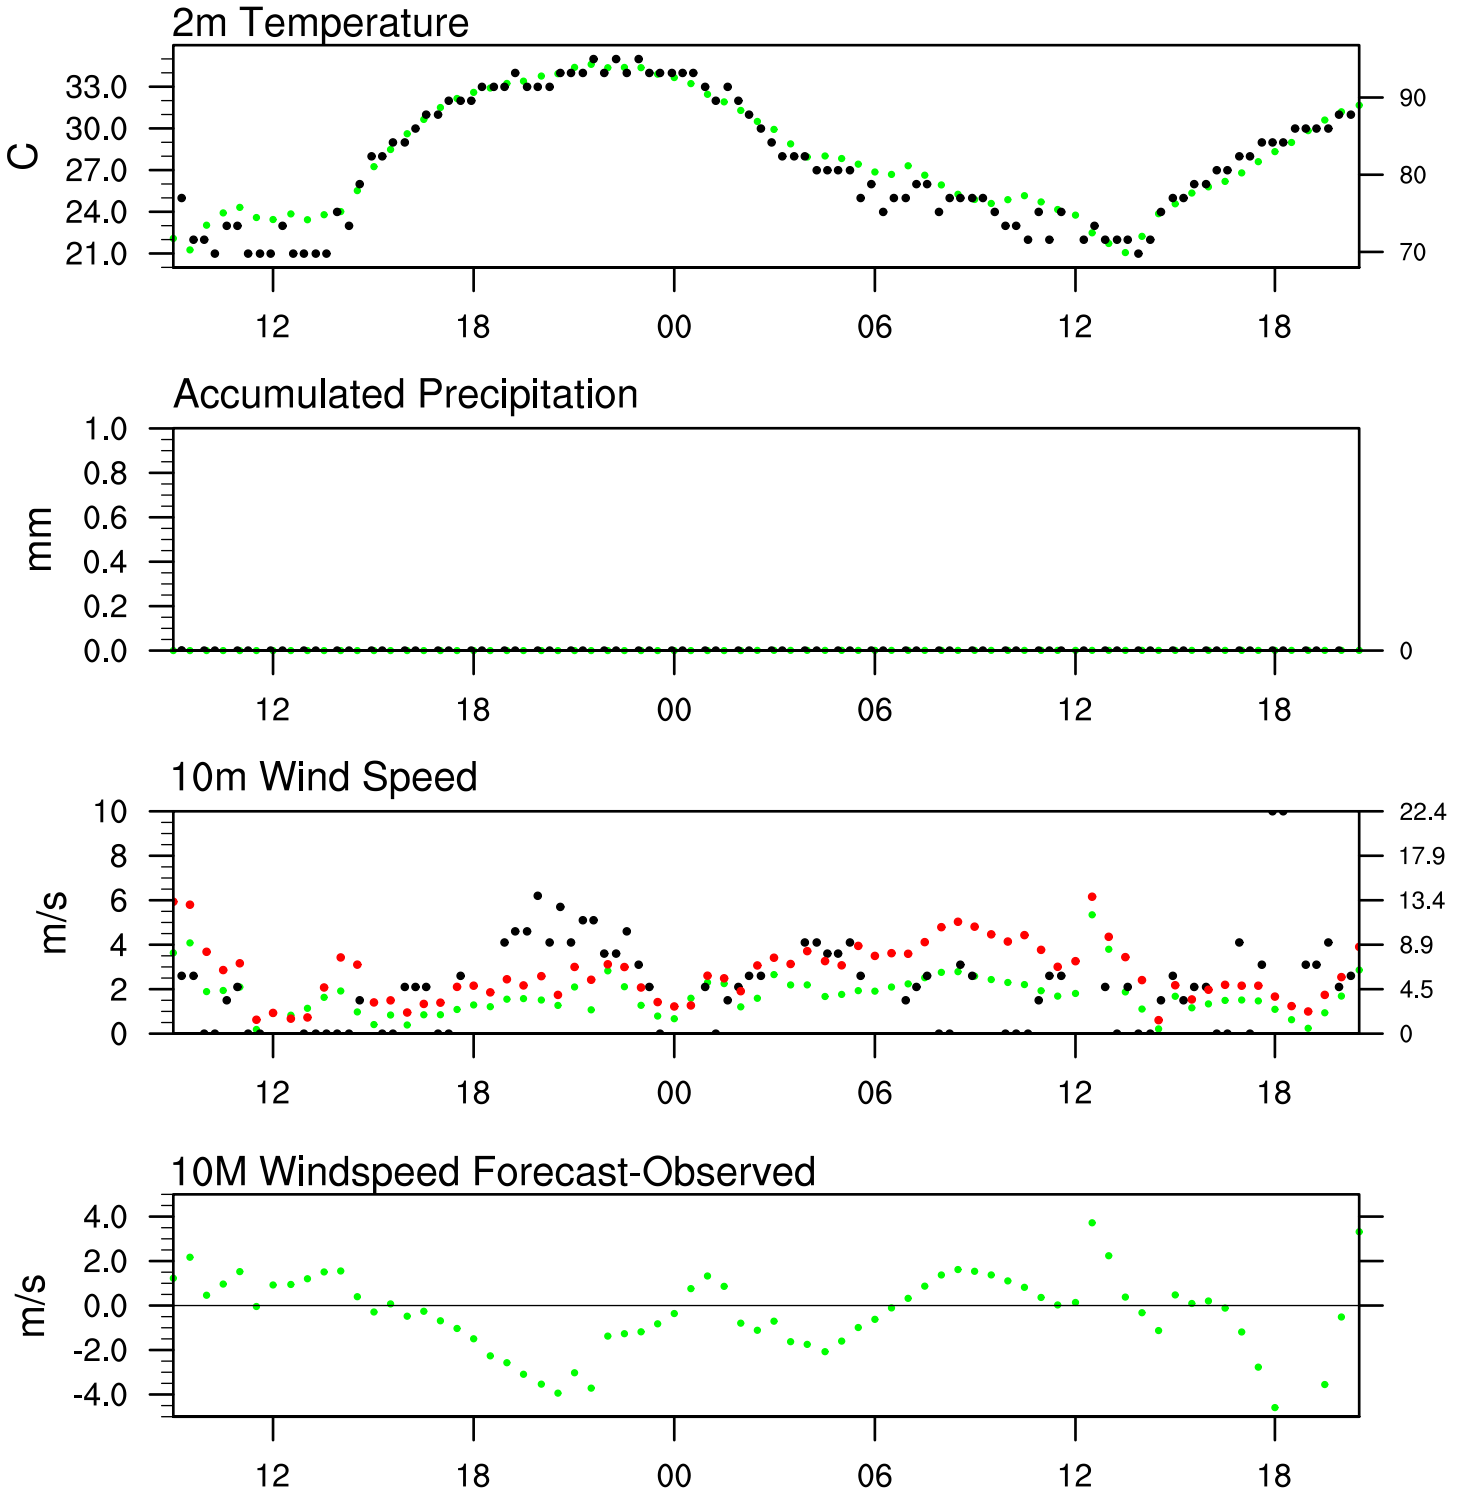 2m Temperature
C
33.0
30.0
27.0
24.0
21.0
90
80
70
12 18 00 06 12 18
Accumulated Precipitation
mm
1.0
0.8
0.6
0.4
0.2
0.0
0
12 18 00 06 12 18
10m Wind Speed
m/s
10
8
6
4
2
0
22.4
17.9
13.4
8.9
4.5
0
12 18 00 06 12 18
10M Windspeed Forecast-Observed
m/s
4.0
2.0
0.0
-2.0
-4.0
12 18 00 06 12 18